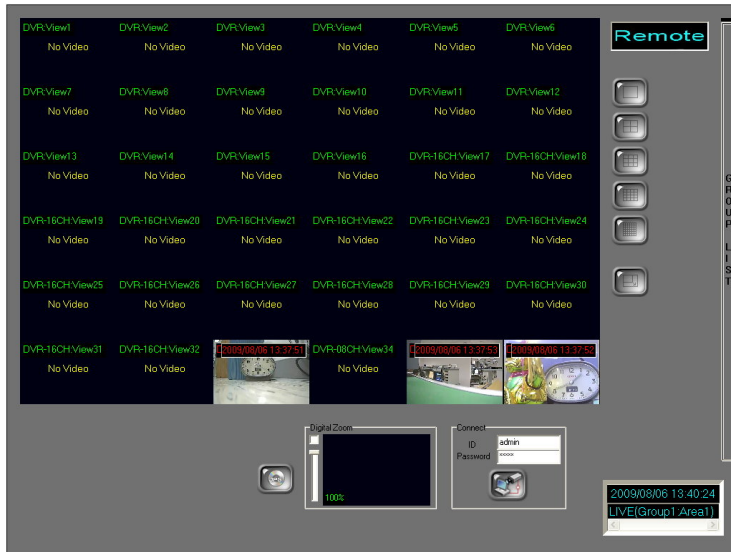 DVR:View1 DVR:View2 DVR:View3 DVR:View4 DVR:View5 DVR:View6
No Video No Video No Video No Video No Video No Video
Remote
DVR:View7 DVR:View8 DVR:View9 DVR:View10 DVR:View11 DVR:View12
No Video No Video No Video No Video No Video No Video
DVR:View13 DVR:View14 DVR:View15 DVR:View16 DVR-16CH:View17 DVR-16CH:View18
No Video No Video No Video No Video No Video No Video
GROUP LIST
DVR-16CH:View19 DVR-16CH:View20 DVR-16CH:View21 DVR-16CH:View22 DVR-16CH:View23 DVR-16CH:View24
No Video No Video No Video No Video No Video No Video
DVR-16CH:View25 DVR-16CH:View26 DVR-16CH:View27 DVR-16CH:View28 DVR-16CH:View29 DVR-16CH:View30
No Video No Video No Video No Video No Video No Video
DVR-16CH:View31 DVR-16CH:View32 2009/08/06 13:37:51 DVR-08CH:View34 2009/08/06 13:37:53 2009/08/06 13:37:52
No Video No Video No Video
Digital Zoom
100%
Connect
ID admin
Password ****
2009/08/06 13:40:24
LIVE(Group1:Area1)